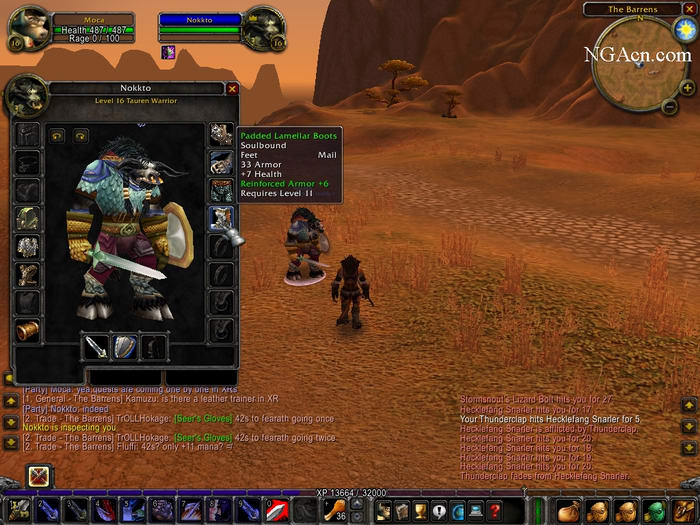 Moca
Health 487 / 487
Rage 0 / 100
16
Nokkto
16
The Barrens
N
NGAcn.com
Nokkto
Level 16 Tauren Warrior
Padded Lamellar Boots
Soulbound
Feet Mail
33 Armor
+7 Health
Reinforced Armor +6
Requires Level 11
[Party] Moca: yea,quests are coming one by one in XRs
[1. General - The Barrens] Kamuzu: is there a feather trainer in XR
[Party] Nokkto: indeed
[2. Trade - The Barrens] TrOLLHokage: [Seer's Gloves] 42s to fearath going once
Nokkto is inspecting you.
[2. Trade - The Barrens] TrOLLHokage: [Seer's Gloves] 42s to fearath going twice
[2. Trade - The Barrens] Fluffi: 42s? only +11 mana? =/
Stormsnout's Lizard Bolt hits you for 27.
Hecklefang Snarler hits you for 17.
Your Thunderclap hits Hecklefang Snarler for 5.
Hecklefang Snarler is afflicted by Thunderclap.
Hecklefang Snarler hits you for 20.
Hecklefang Snarler hits you for 19.
Hecklefang Snarler hits you for 19.
Hecklefang Snarler hits you for 20.
Thunderclap fades from Hecklefang Snarler.
XP 13664 / 32000
36